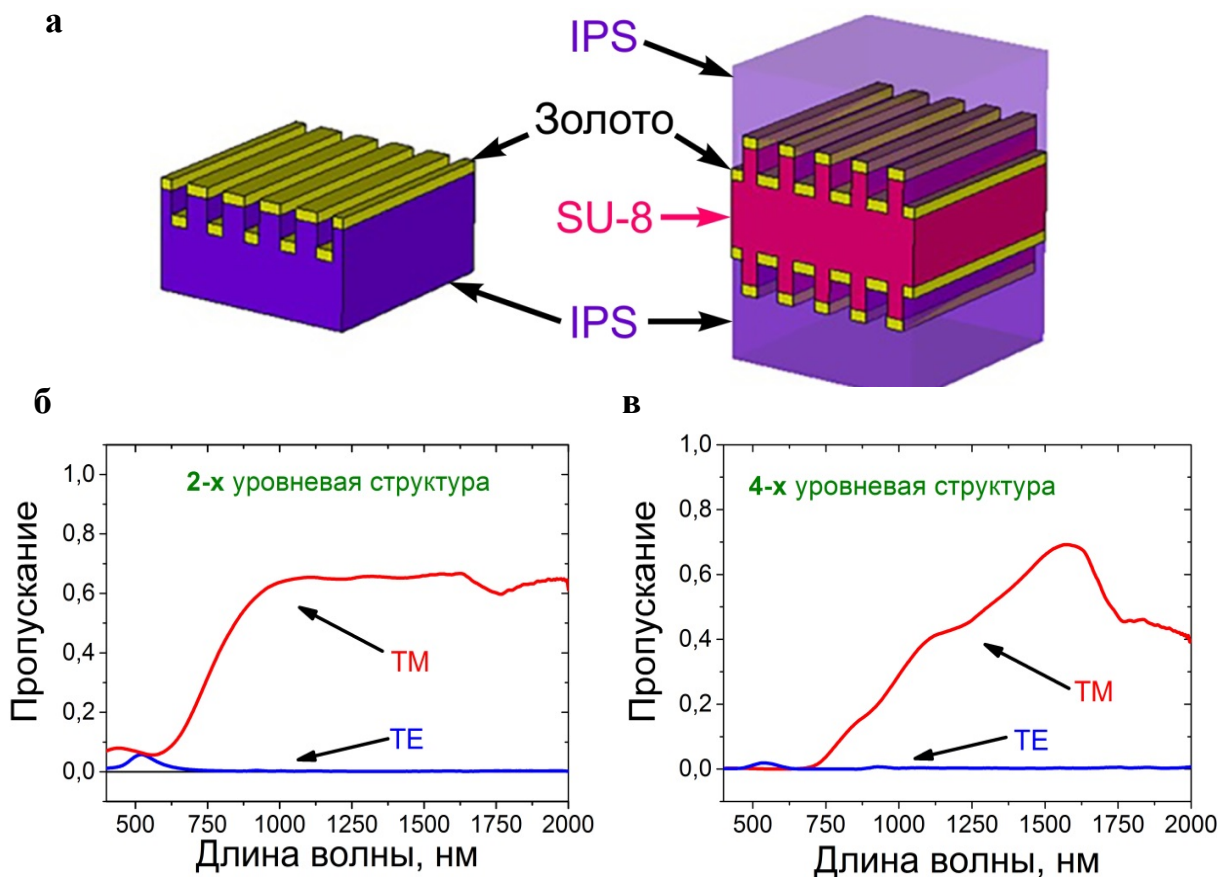 а
IPS
Золото
SU-8
IPS
б
в
2-х уровневая структура
1,0
0,8
0,6
0,4
0,2
0,0
Пропускание
TM
TE
500 750 1000 1250 1500 1750 2000
Длина волны, нм
4-х уровневая структура
1,0
0,8
0,6
0,4
0,2
0,0
Пропускание
TM
TE
500 750 1000 1250 1500 1750 2000
Длина волны, нм